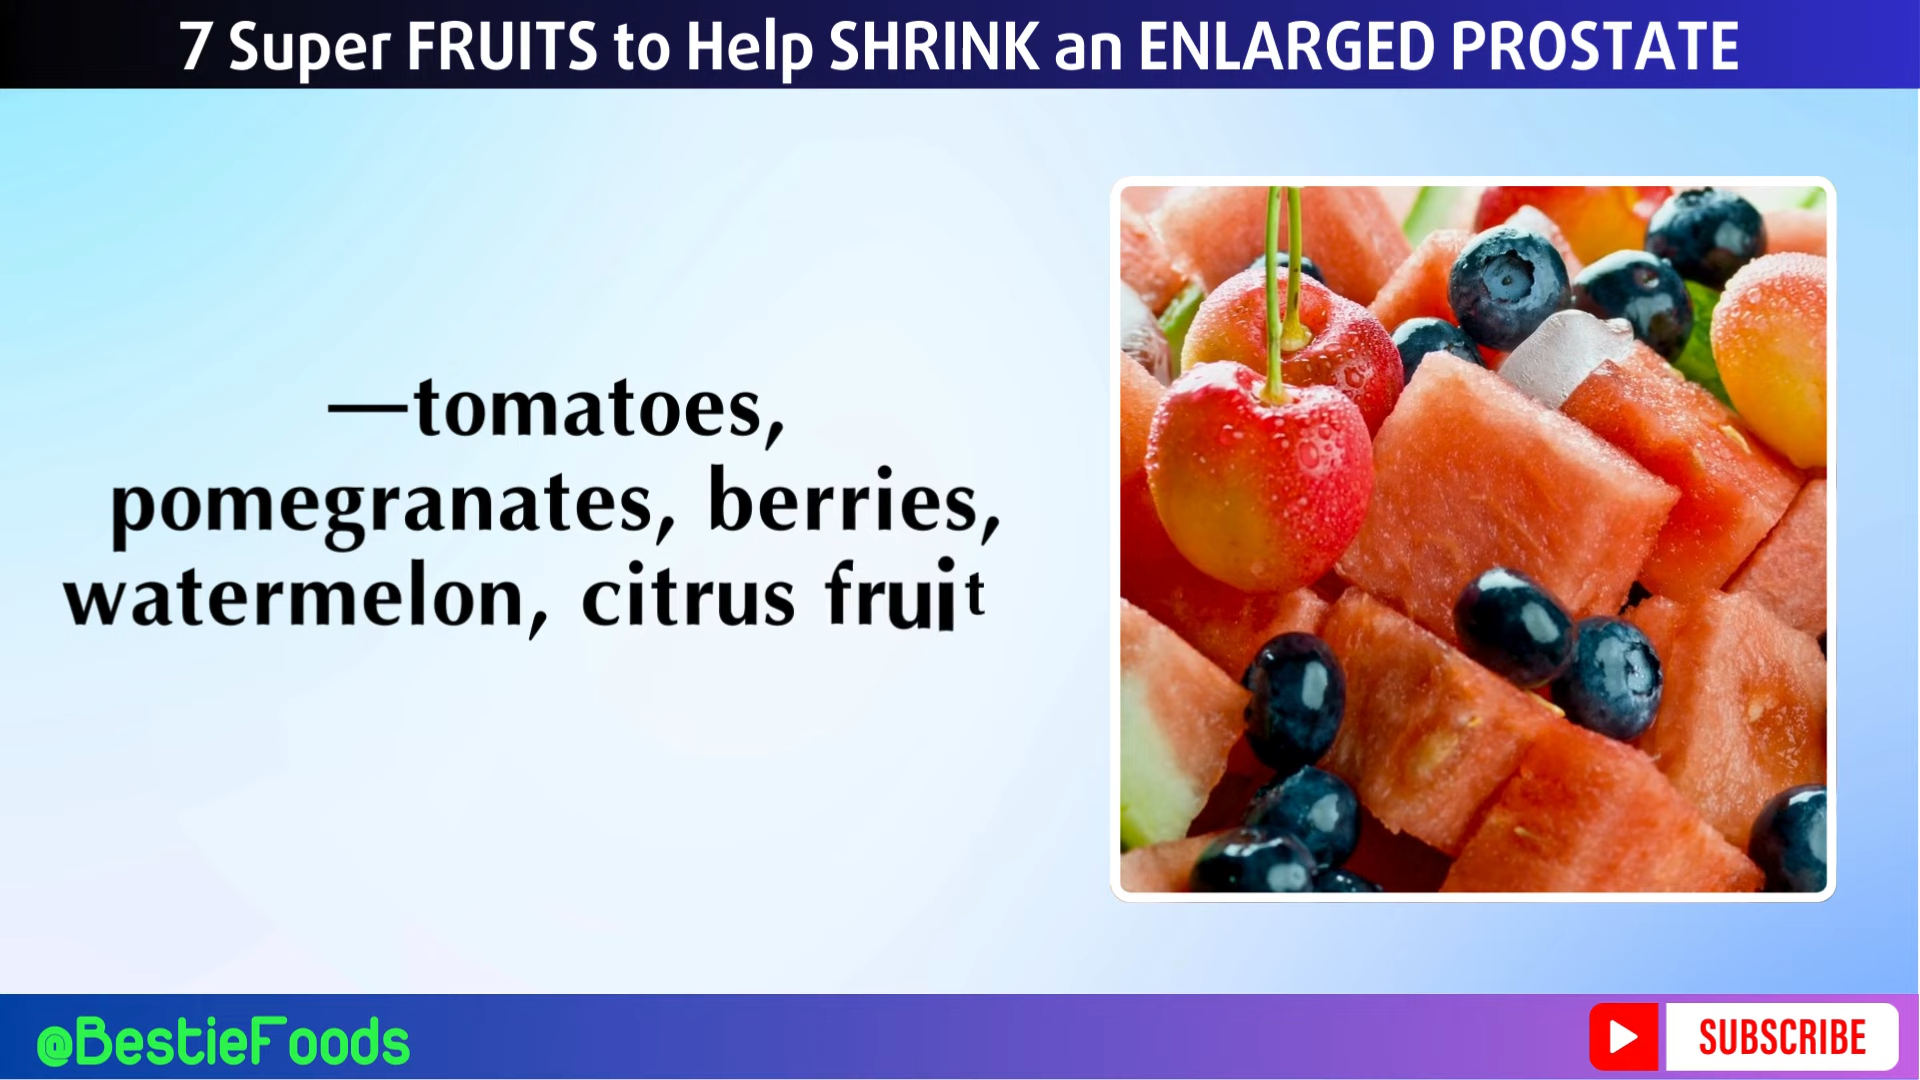 7 Super FRUITS to Help SHRINK an ENLARGED PROSTATE
—tomatoes,
pomegranates, berries,
watermelon, citrus fruit
@BestieFoods
SUBSCRIBE